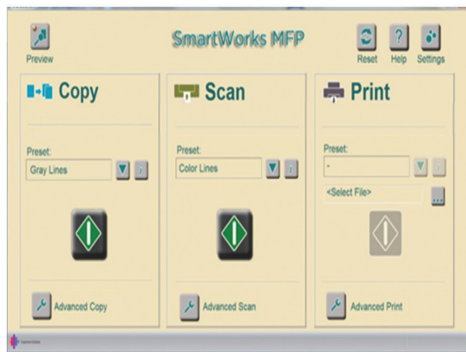 SmartWorks MFP
Preview
Reset
Help
Settings
Copy
Preset:
Gray Lines
Advanced Copy
Scan
Preset:
Color Lines
Advanced Scan
Print
Preset:
-
<Select File>
...
Advanced Print